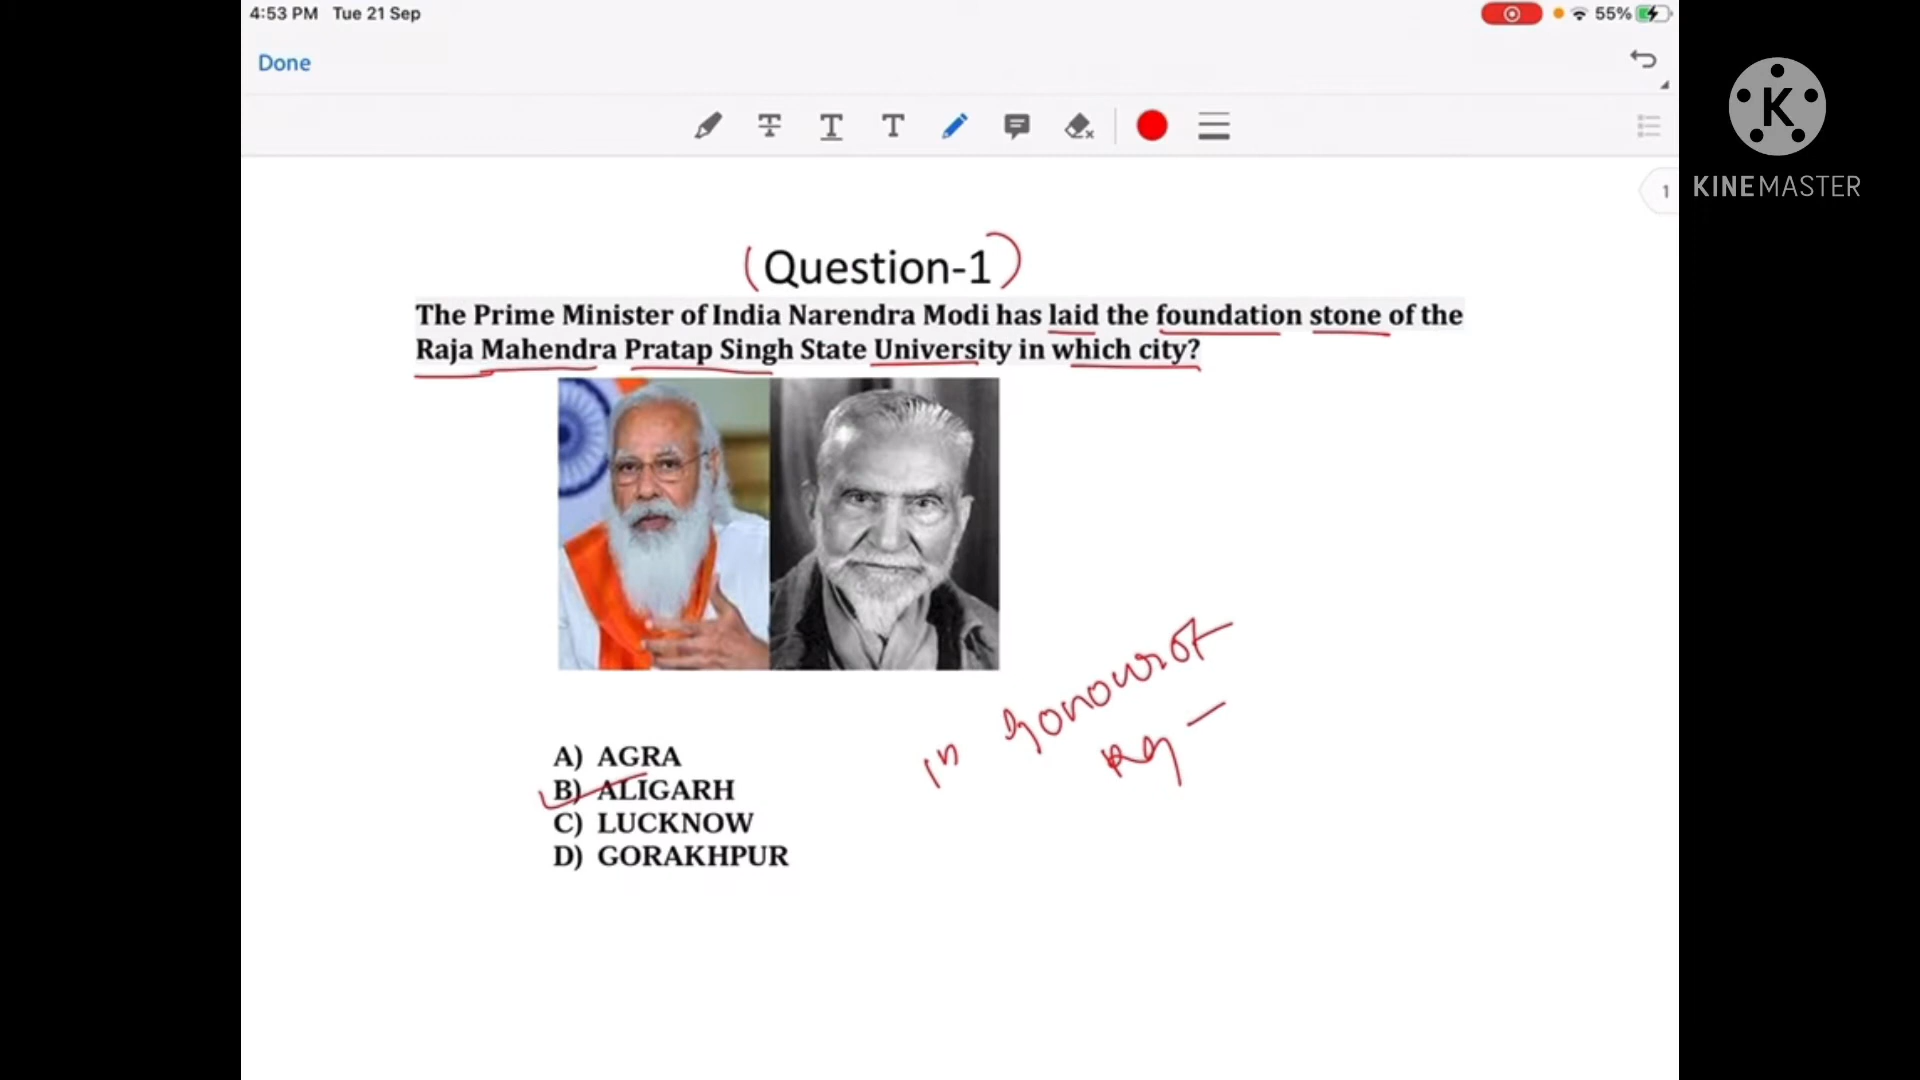 4:53 PM Tue 21 Sep
55%
Done
K
KINEMASTER
1
(Question-1)
The Prime Minister of India Narendra Modi has laid the foundation stone of the
Raja Mahendra Pratap Singh State University in which city?
in honour of
A) AGRA
B) ALIGARH
C) LUCKNOW
D) GORAKHPUR